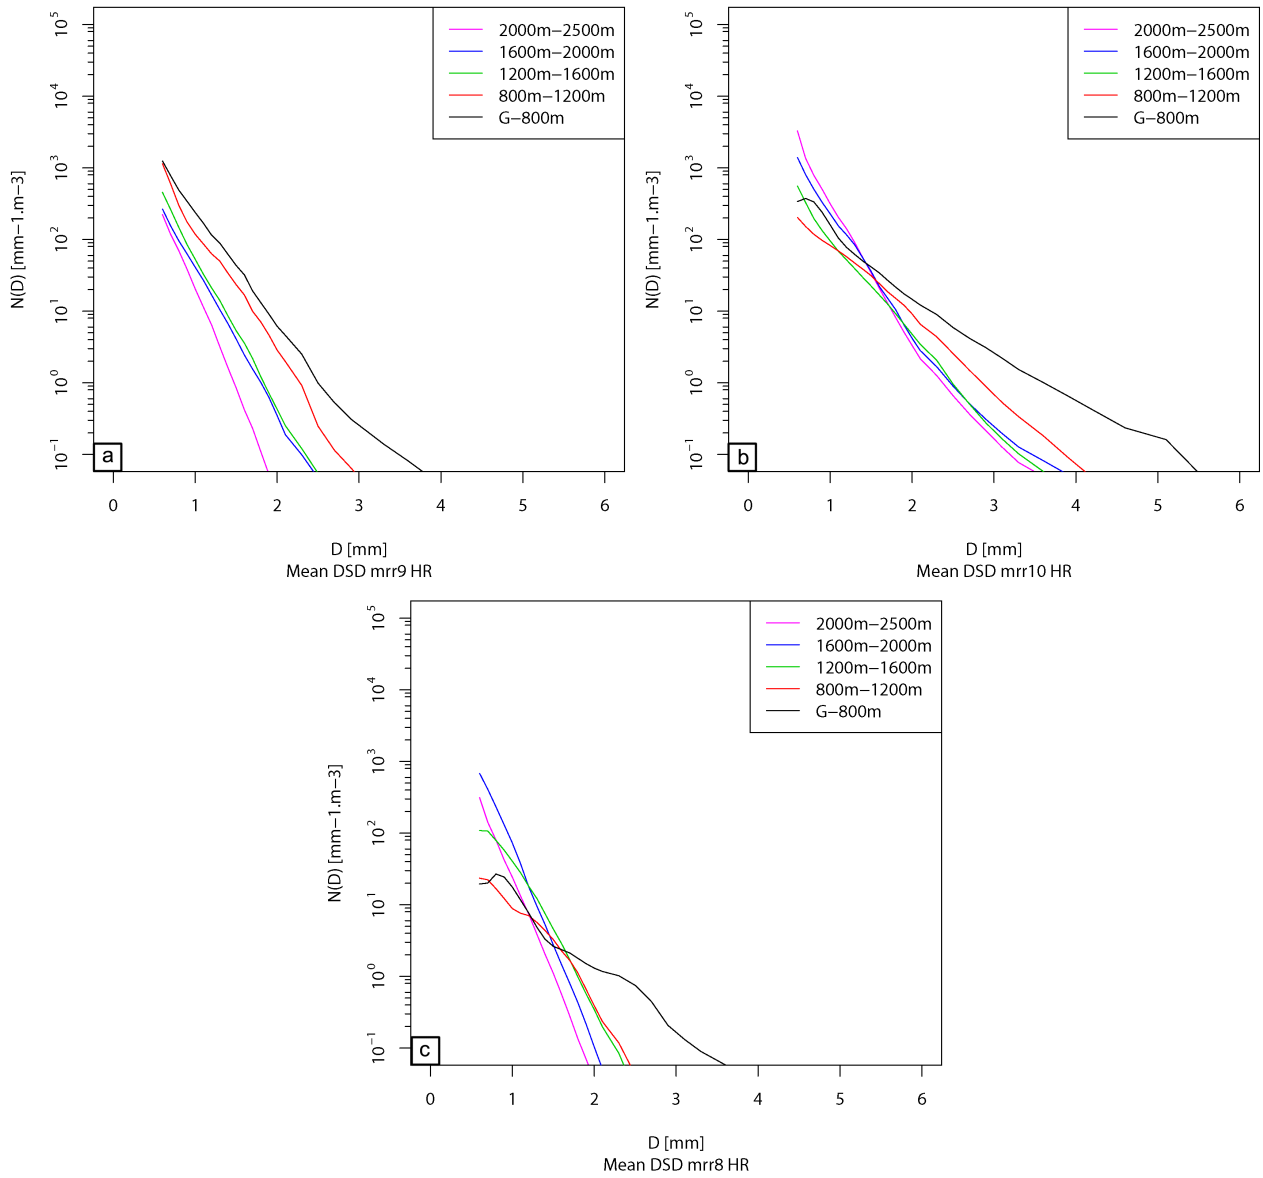 2000m−2500m
1600m−2000m
1200m−1600m
800m−1200m
G−800m
10^5
10^4
10^3
10^2
10^1
10^0
10^−1
N(D) [mm−1.m−3]
a
0 1 2 3 4 5 6
D [mm]
Mean DSD mrr9 HR
2000m−2500m
1600m−2000m
1200m−1600m
800m−1200m
G−800m
10^5
10^4
10^3
10^2
10^1
10^0
10^−1
N(D) [mm−1.m−3]
b
0 1 2 3 4 5 6
D [mm]
Mean DSD mrr10 HR
2000m−2500m
1600m−2000m
1200m−1600m
800m−1200m
G−800m
10^5
10^4
10^3
10^2
10^1
10^0
10^−1
N(D) [mm−1.m−3]
c
0 1 2 3 4 5 6
D [mm]
Mean DSD mrr8 HR